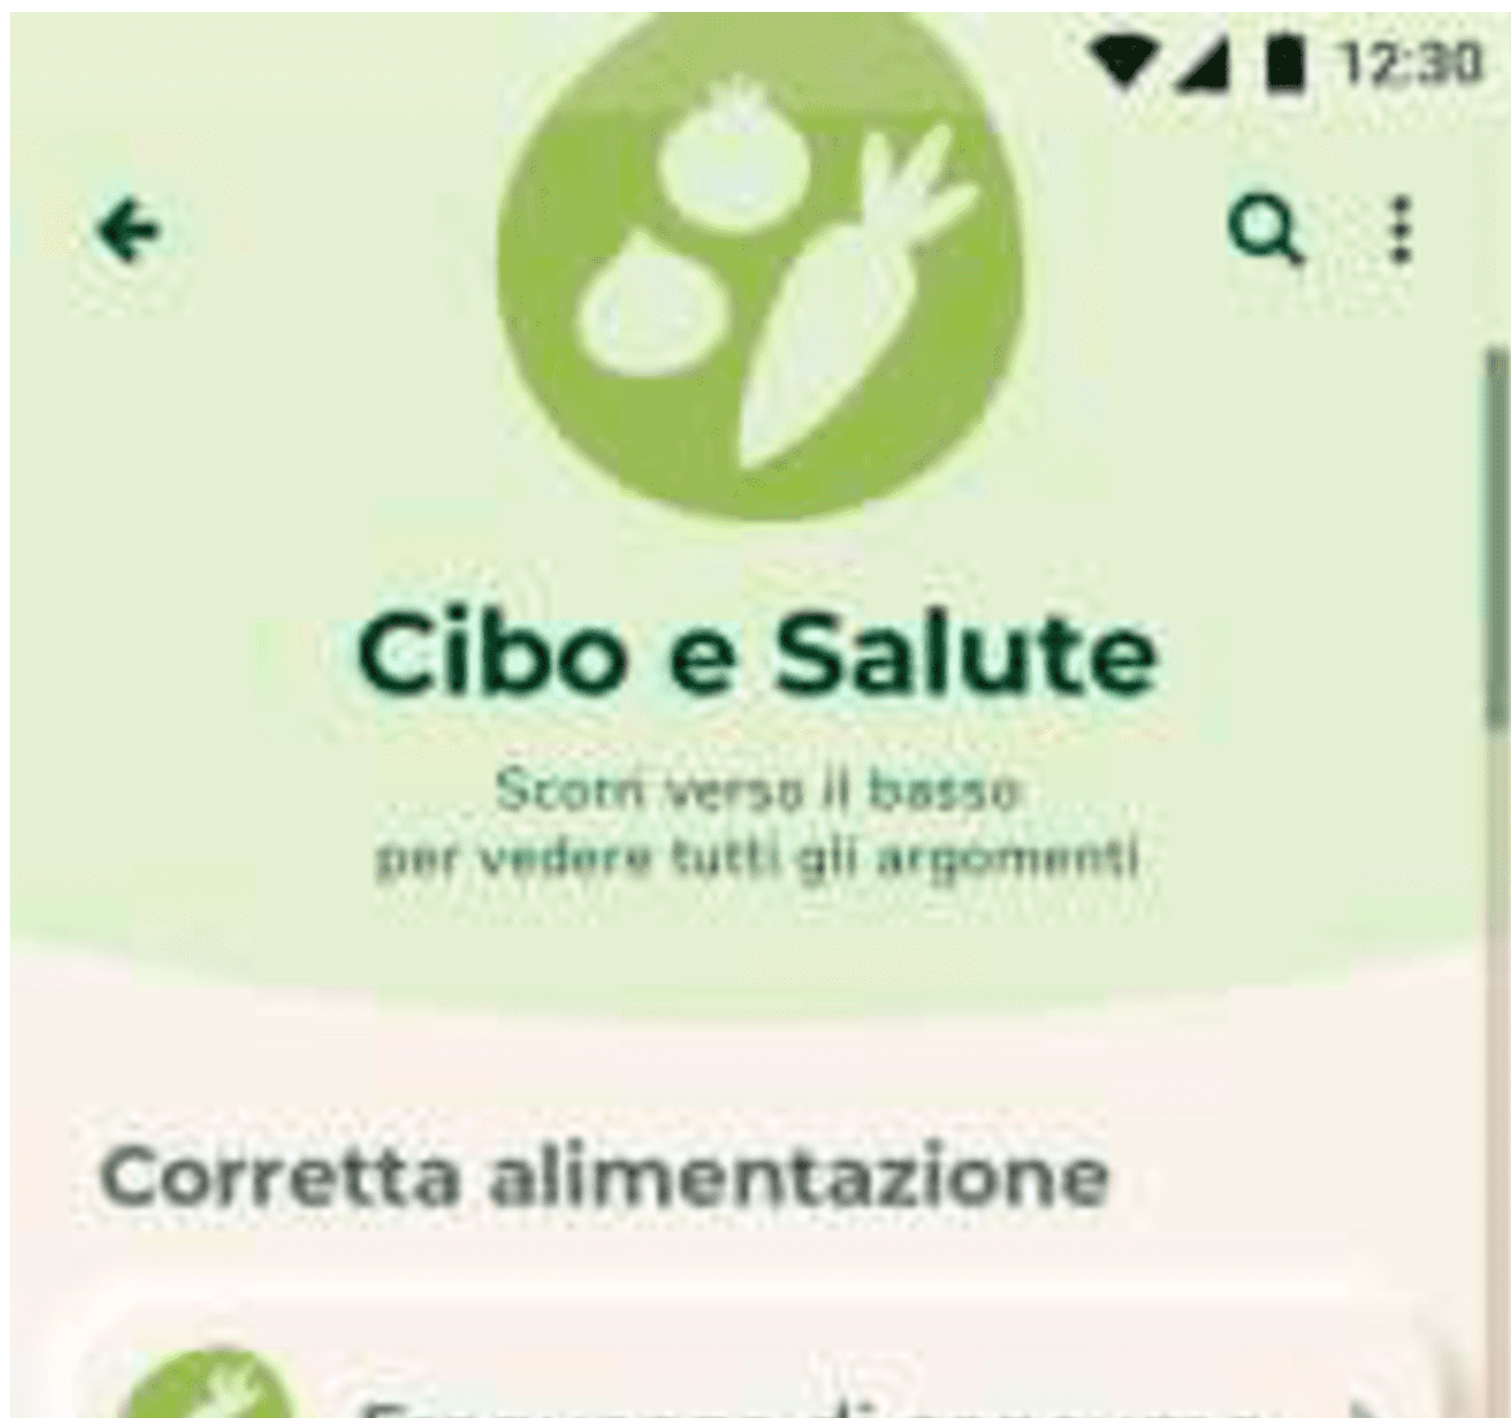 12:30
Cibo e Salute
Scorri verso il basso
per vedere tutti gli argomenti
Corretta alimentazione